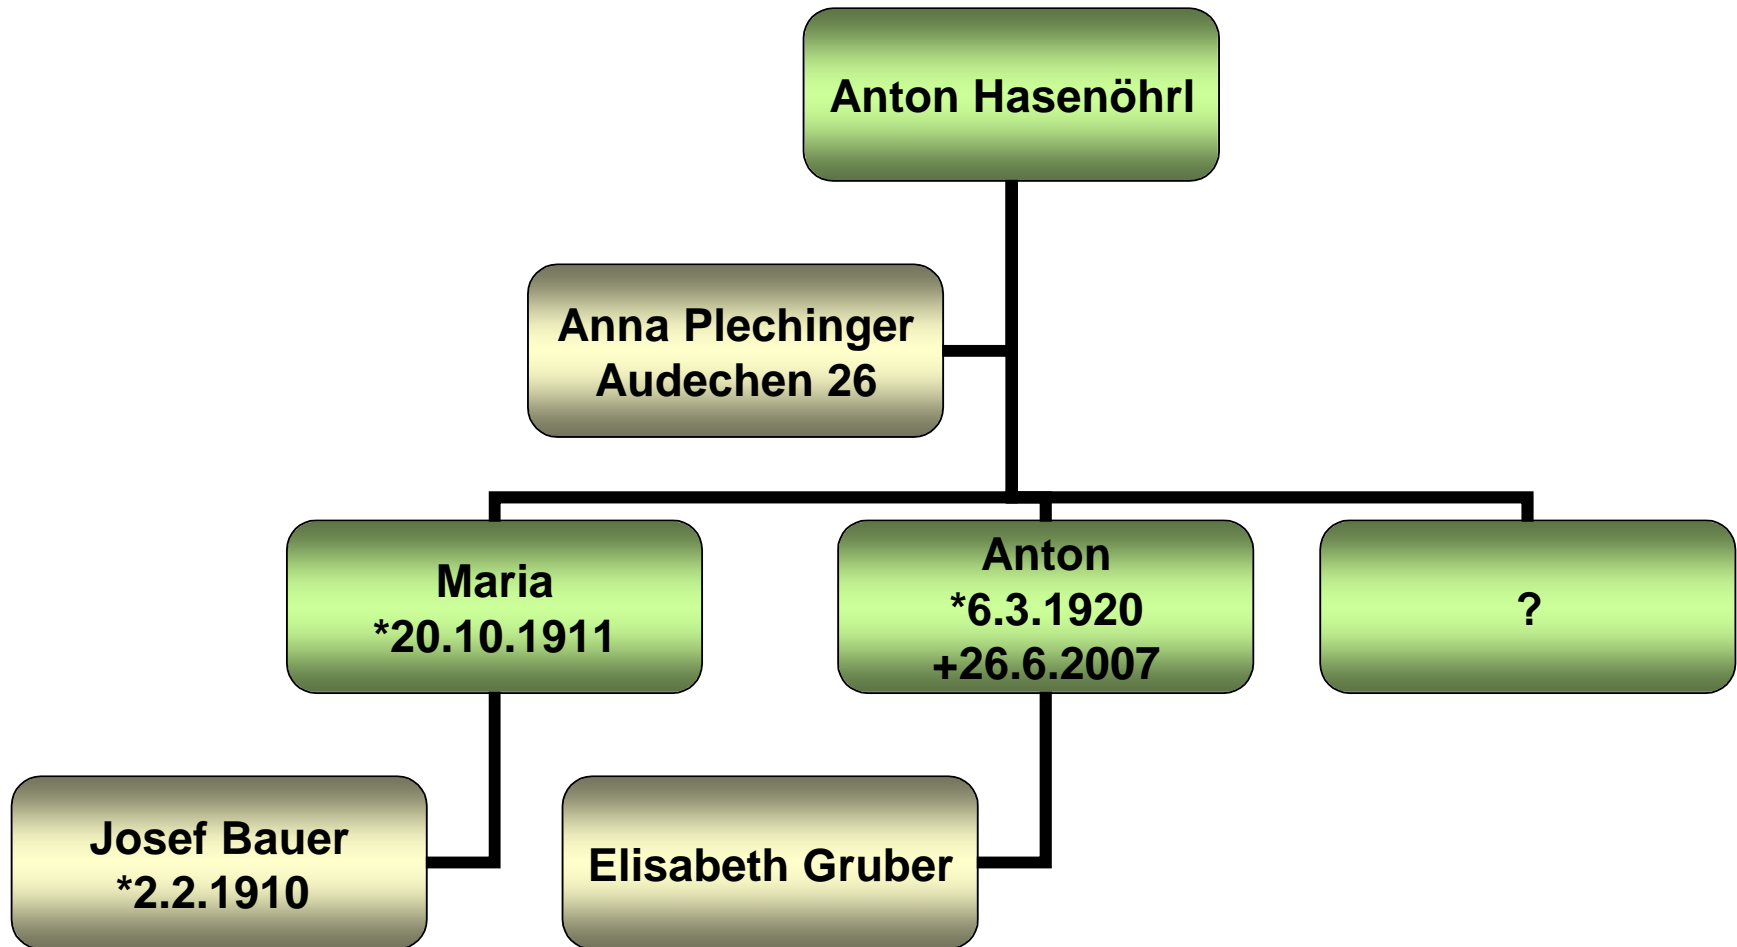 Anton Hasenöhrl
Anna Plechinger
Audechen 26
Maria
*20.10.1911
Anton
*6.3.1920
+26.6.2007
?
Josef Bauer
*2.2.1910
Elisabeth Gruber